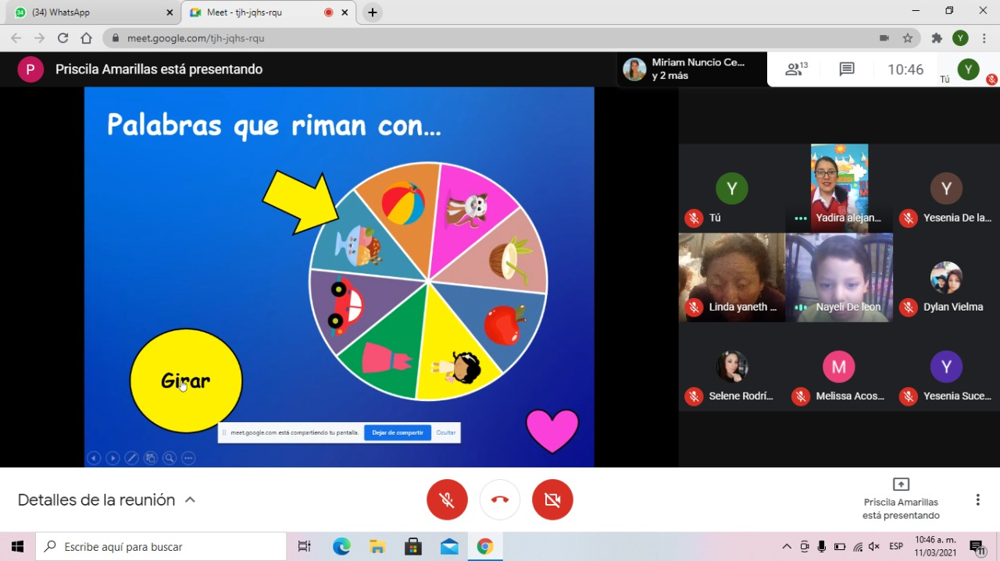 34
(34) WhatsApp
Meet - tjh-jqhs-rqu
meet.google.com/tjh-jqhs-rqu
Y
P
Priscila Amarillas está presentando
Miriam Nuncio Ce...
y 2 más
13
10:46
Tú
Y
Palabras que riman con...
Girar
meet.google.com está compartiendo tu pantalla.
Dejar de compartir
Ocultar
Y
Tú
Yadira alejan...
Y
Yesenia De la...
Linda yaneth ...
Nayeli De leon
Dylan Vielma
Selene Rodrí...
M
Melissa Acos...
Y
Yesenia Suce...
Detalles de la reunión
Priscila Amarillas
está presentando
Escribe aquí para buscar
ESP
10:46 a. m.
11/03/2021
11